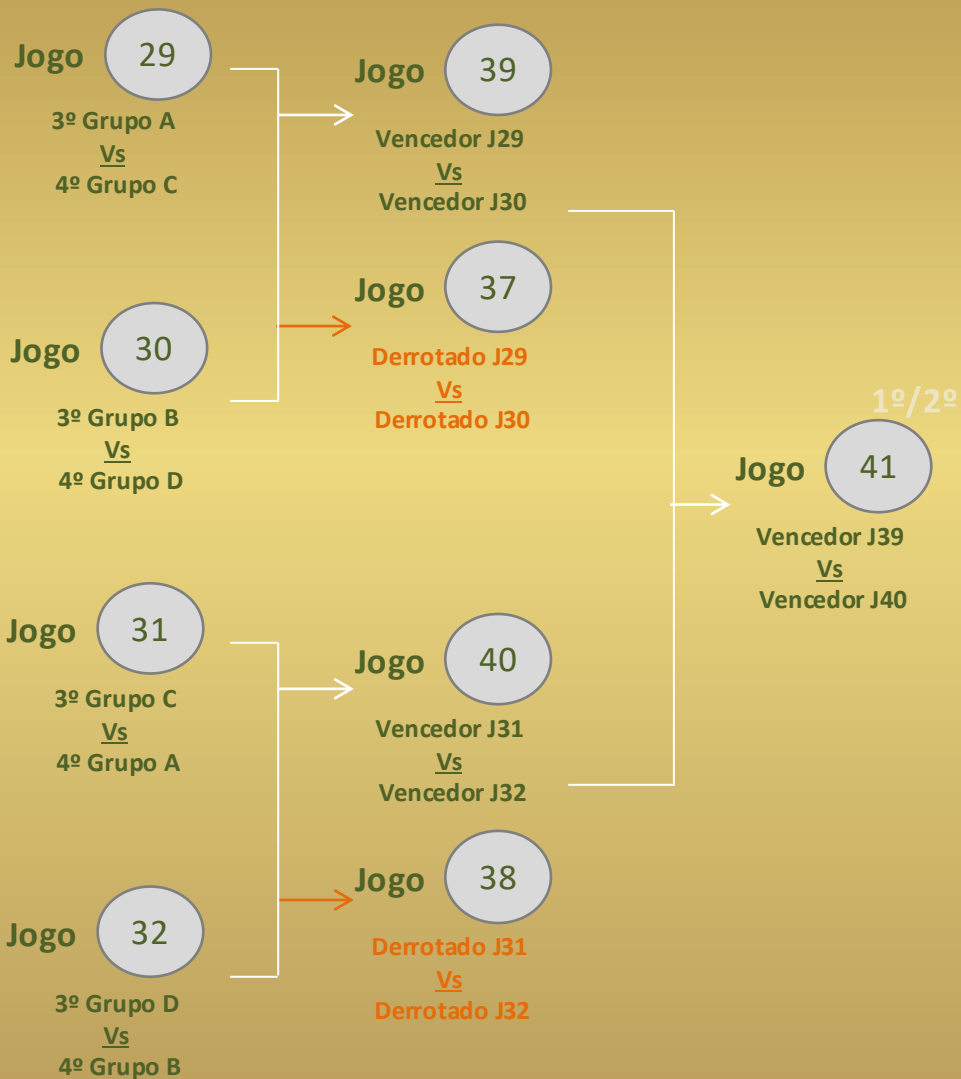 Jogo 29
3º Grupo A
Vs
4º Grupo C
Jogo 30
3º Grupo B
Vs
4º Grupo D
Jogo 31
3º Grupo C
Vs
4º Grupo A
Jogo 32
3º Grupo D
Vs
4º Grupo B
Jogo 39
Vencedor J29
Vs
Vencedor J30
Jogo 37
Derrotado J29
Vs
Derrotado J30
Jogo 40
Vencedor J31
Vs
Vencedor J32
Jogo 38
Derrotado J31
Vs
Derrotado J32
1º/2º
Jogo 41
Vencedor J39
Vs
Vencedor J40